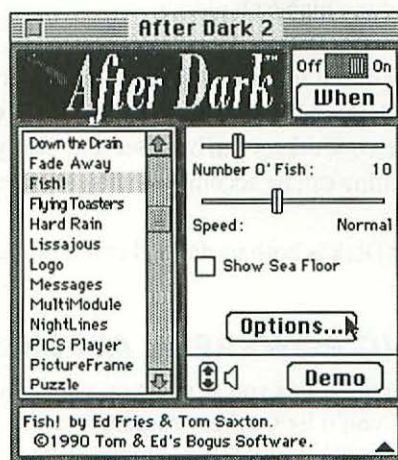 After Dark 2
After Dark™
Off On
When
Down the Drain
Fade Away
Fish!
Flying Toasters
Hard Rain
Lissajous
Logo
Messages
MultiModule
NightLines
PICS Player
PictureFrame
Puzzle
Number O' Fish: 10
Speed: Normal
Show Sea Floor
Options...
Demo
Fish! by Ed Fries & Tom Saxton.
©1990 Tom & Ed's Bogus Software.